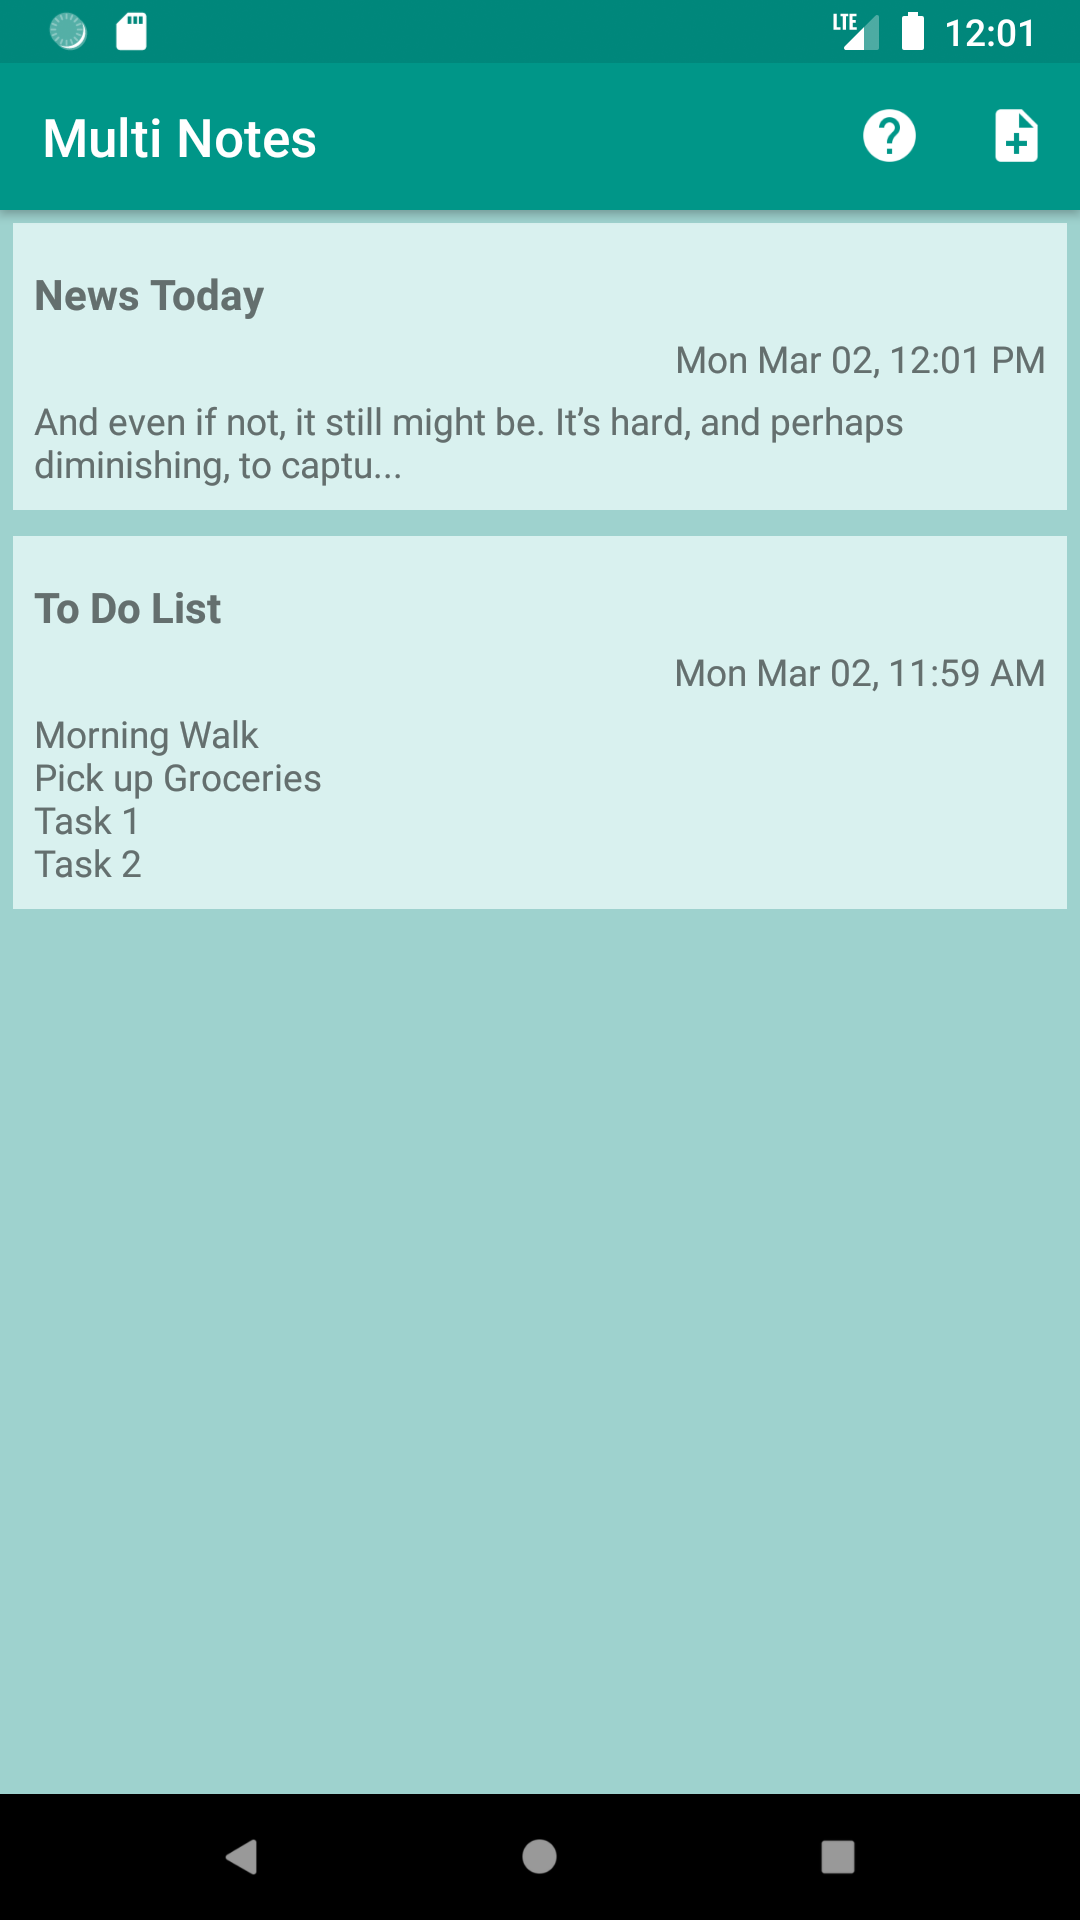 LTE 12:01
Multi Notes
News Today
Mon Mar 02, 12:01 PM
And even if not, it still might be. It’s hard, and perhaps
diminishing, to captu...
To Do List
Mon Mar 02, 11:59 AM
Morning Walk
Pick up Groceries
Task 1
Task 2